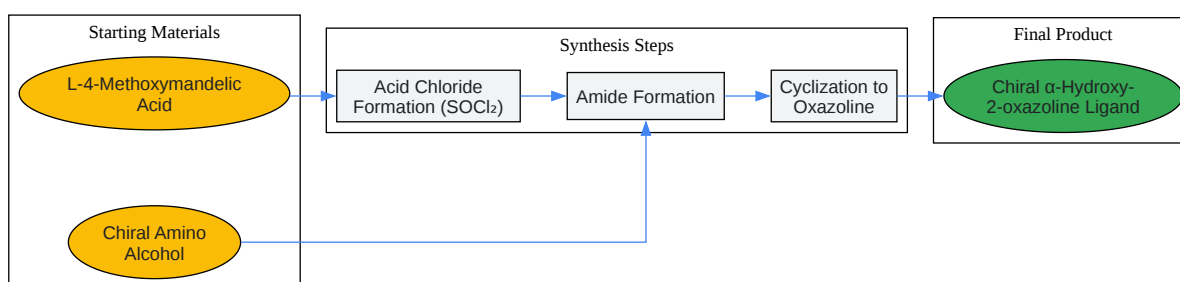 Starting Materials
L-4-Methoxymandelic
Acid
Chiral Amino
Alcohol
Synthesis Steps
Acid Chloride
Formation (SOCl₂)
Amide Formation
Cyclization to
Oxazoline
Final Product
Chiral α-Hydroxy-
2-oxazoline Ligand